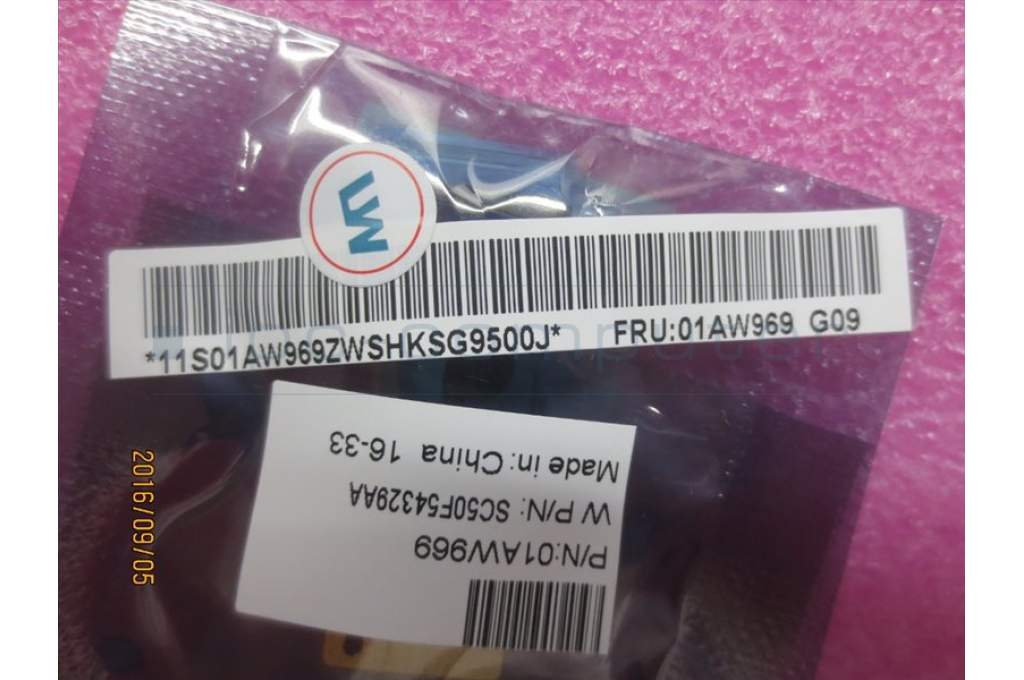 *11S01AW969ZWSHKSG9500J* FRU:01AW969 G09
P/N:01AW969
W P/N: SC50F54329AA
Made in: China 16-33
2016/09/05